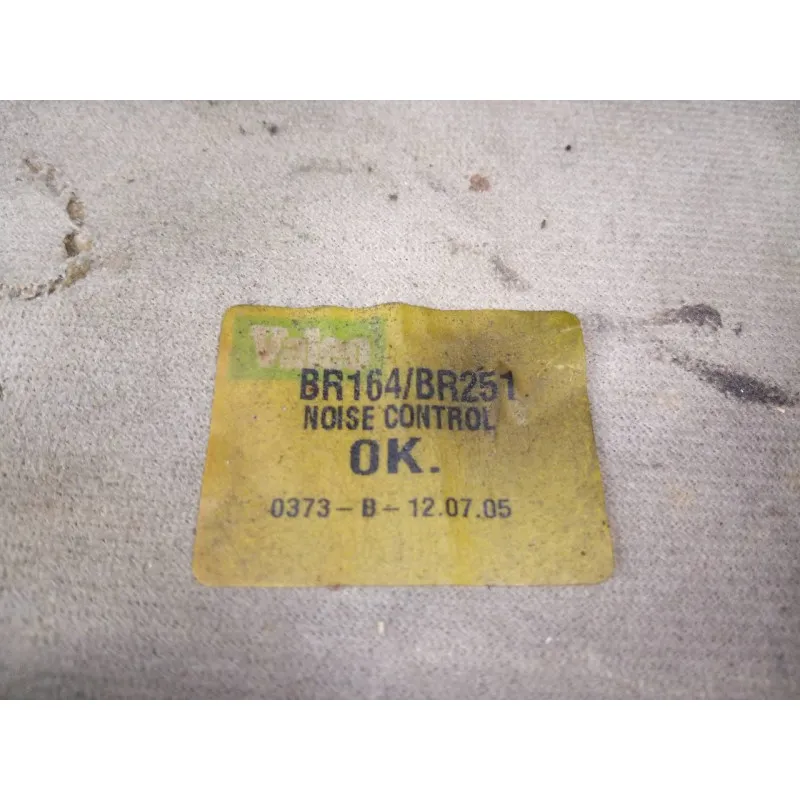 Valeo
BR164/BR251
NOISE CONTROL
OK.
0373-B-12.07.05